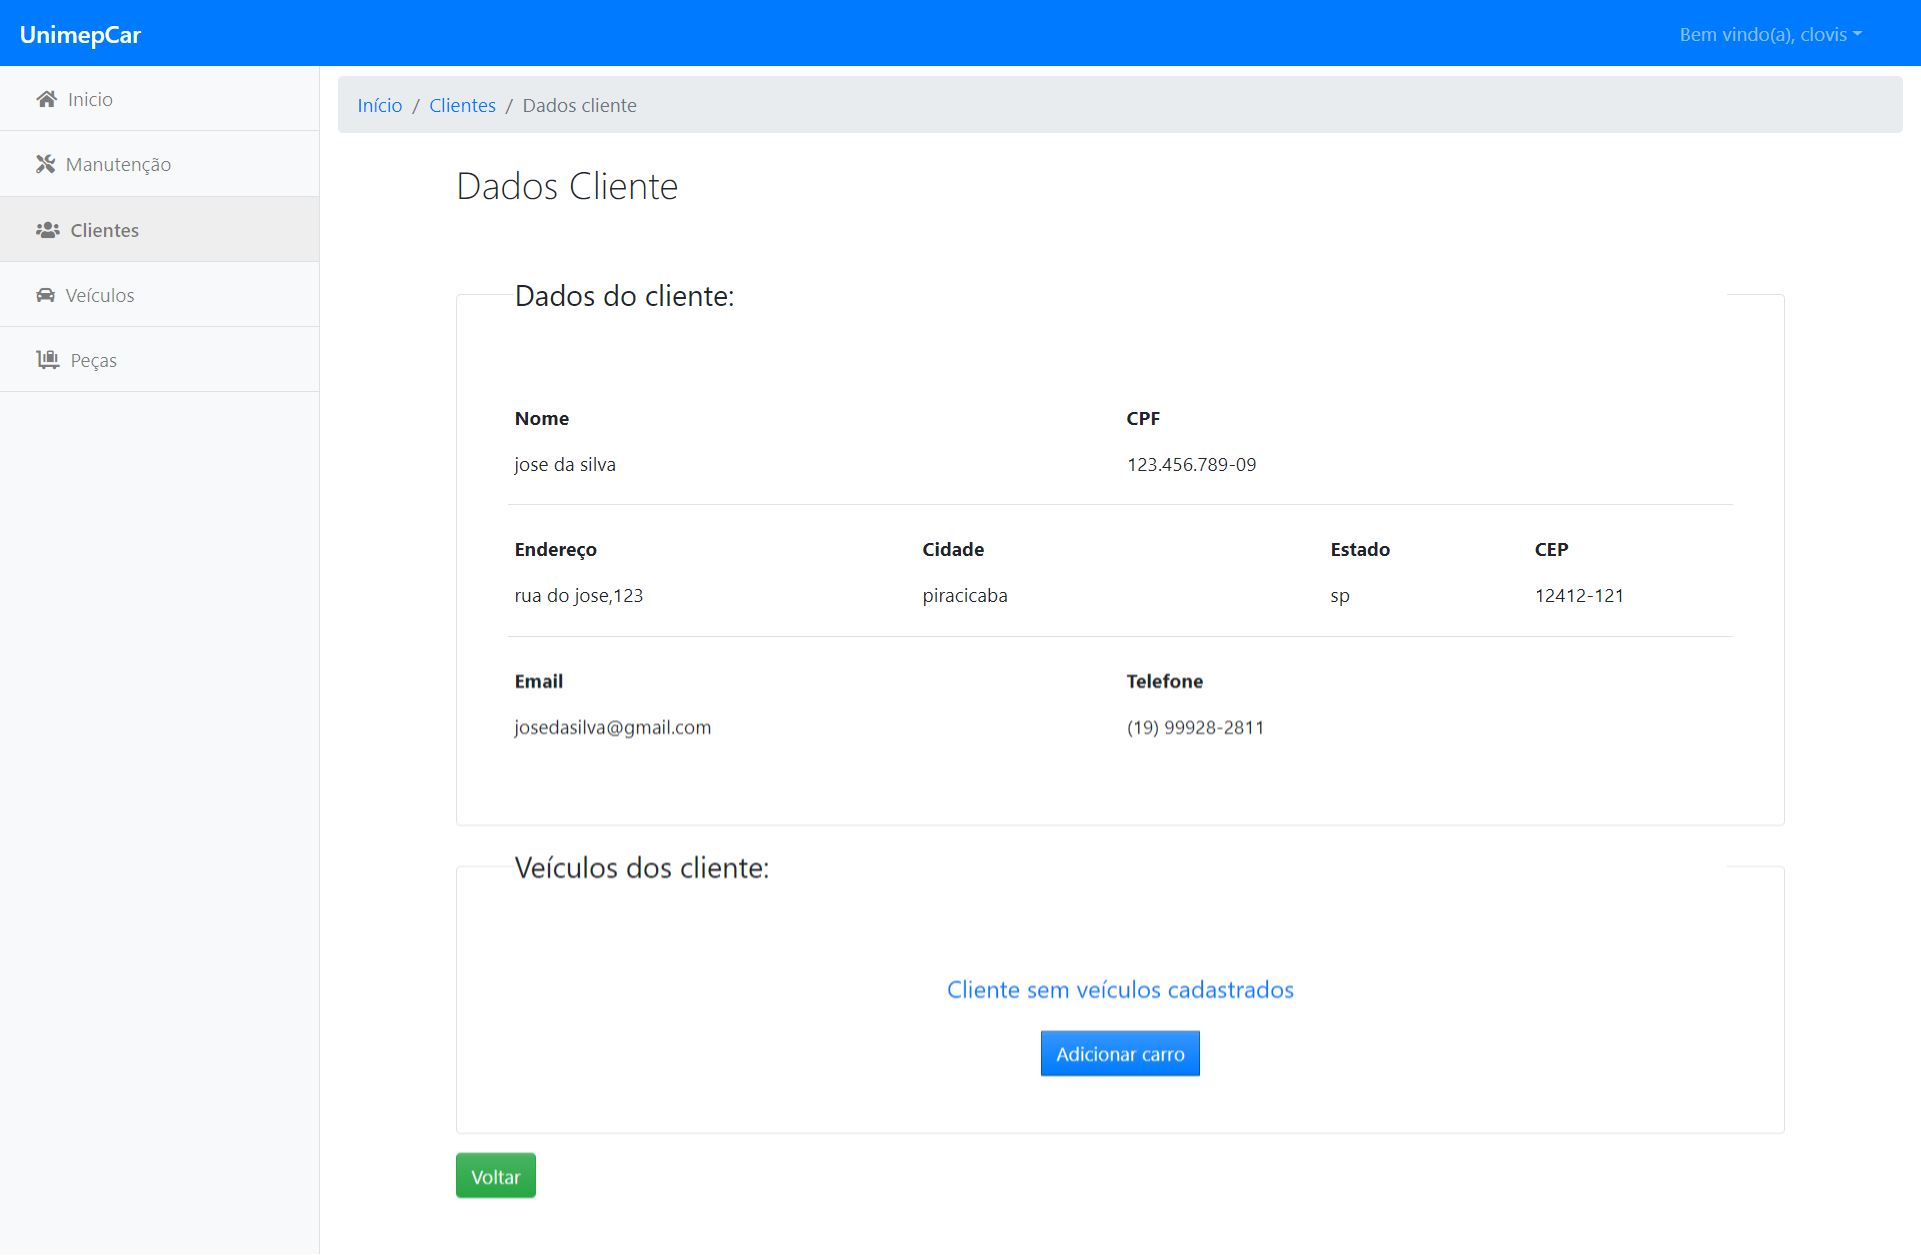 UnimepCar
Bem vindo(a), clovis
Inicio
Manutenção
Clientes
Veículos
Peças
Início / Clientes / Dados cliente
Dados Cliente
Dados do cliente:
Nome CPF
jose da silva 123.456.789-09
Endereço Cidade Estado CEP
rua do jose,123 piracicaba sp 12412-121
Email Telefone
josedasilva@gmail.com (19) 99928-2811
Veículos dos cliente:
Cliente sem veículos cadastrados
Adicionar carro
Voltar